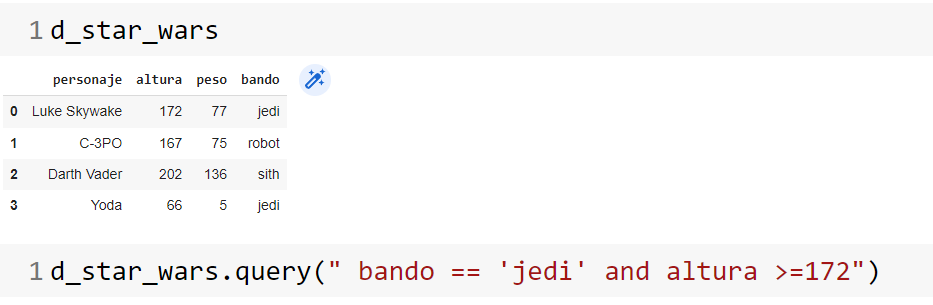 1 d_star_wars
personaje altura peso bando
0 Luke Skywake 172 77 jedi
1 C-3PO 167 75 robot
2 Darth Vader 202 136 sith
3 Yoda 66 5 jedi
1 d_star_wars.query(" bando == 'jedi' and altura >=172")